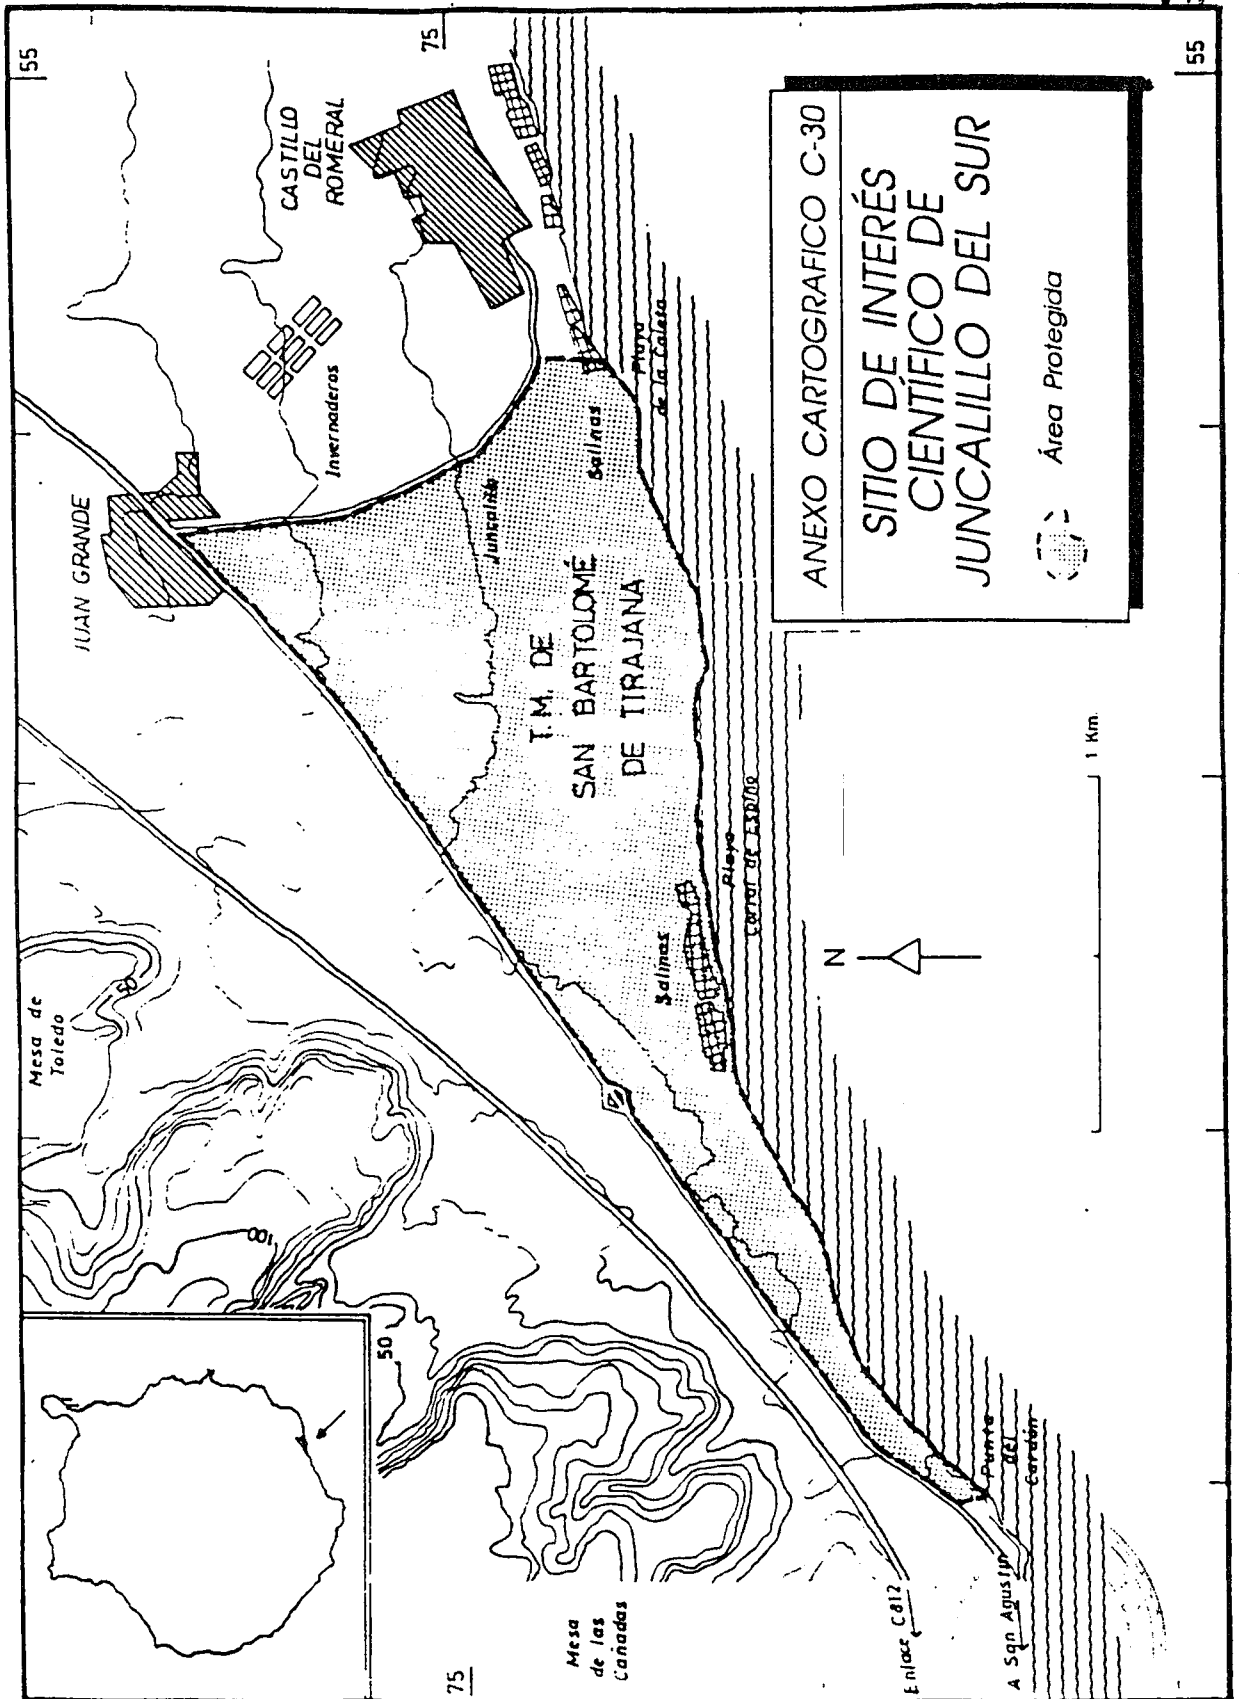 55
75
55
75
CASTILLO
DEL
ROMERAL
JUAN GRANDE
Invernaderos
Juncalillo
Salinas
Playa
de la Caleta
T.M. DE
SAN BARTOLOMÉ
DE TIRAJANA
Salinas
Playa
Corral de Espino
Mesa de
Toledo
50
100
50
Mesa
de las
Cañadas
Enlace C812
A San Agustín
Punta
del
Cardón
N
1 Km.
ANEXO CARTOGRAFICO C-30
SITIO DE INTERÉS
CIENTÍFICO DE
JUNCALILLO DEL SUR
Área Protegida